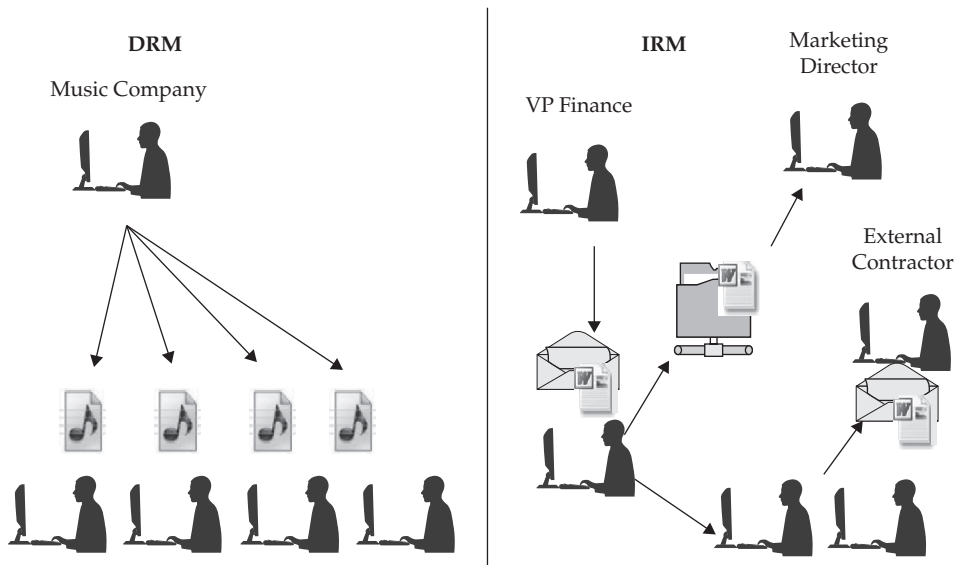 DRM
Music Company
IRM
VP Finance
Marketing
Director
External
Contractor
W
W
W